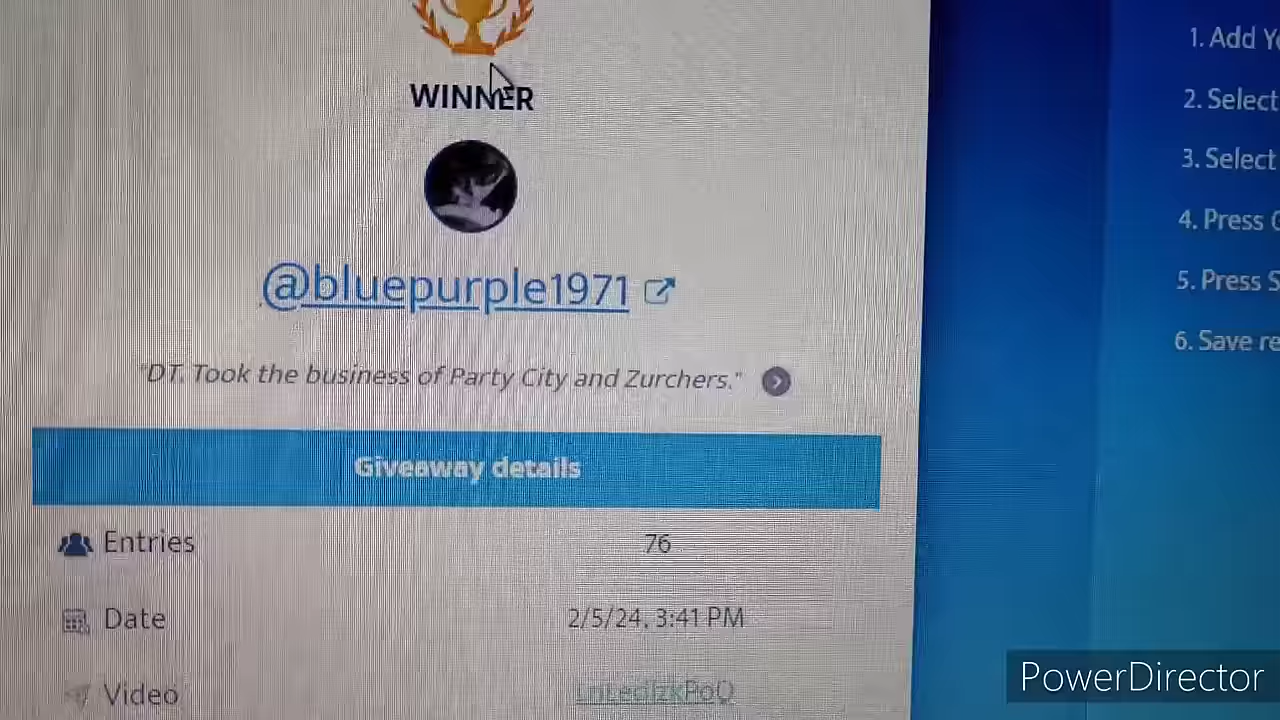 WINNER
@bluepurple1971
"DT. Took the business of Party City and Zurchers."
Giveaway details
Entries 76
Date 2/5/24, 3:41 PM
Video
1. Add
2. Select
3. Select
4. Press
5. Press
6. Save
PowerDirector